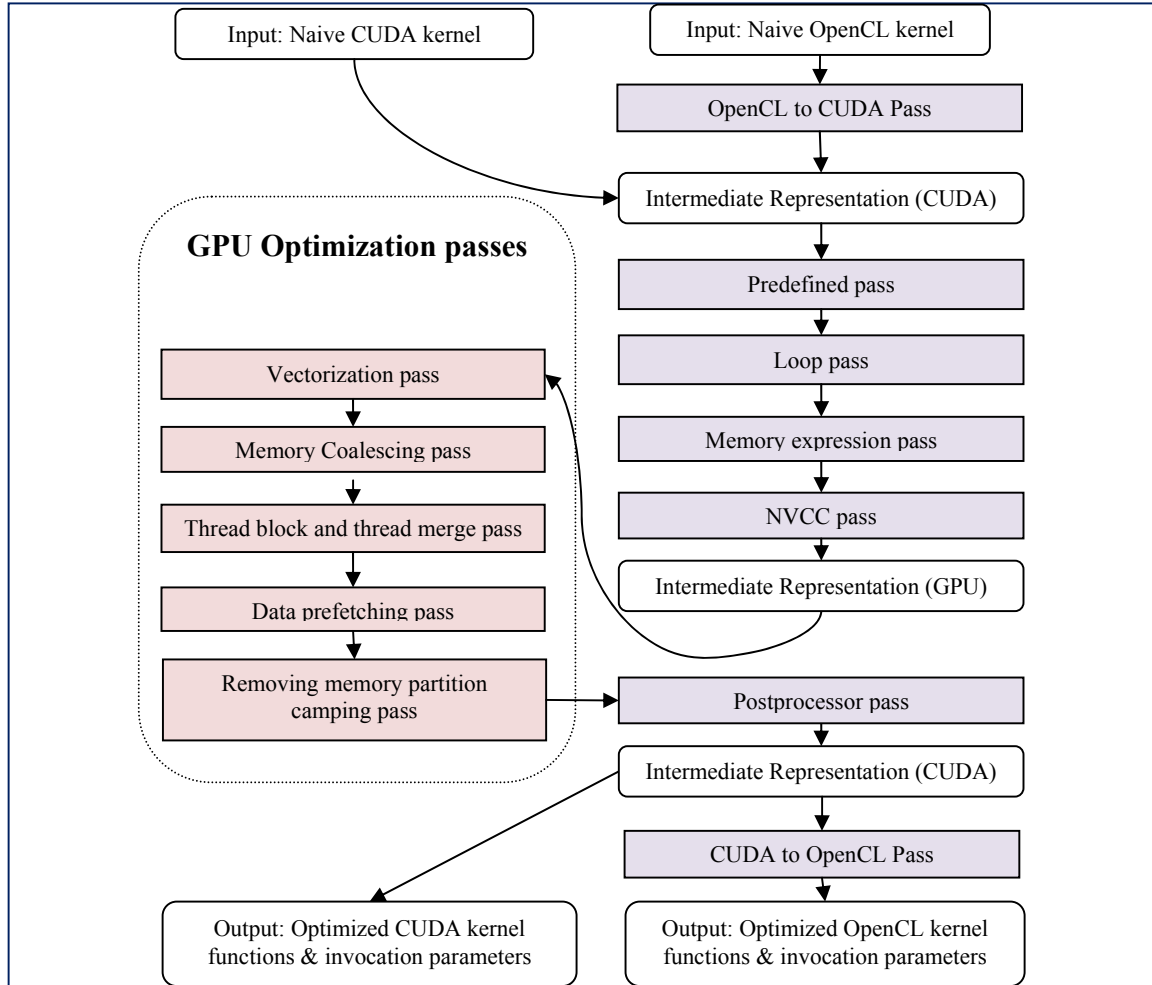 Input: Naive CUDA kernel
Input: Naive OpenCL kernel
OpenCL to CUDA Pass
Intermediate Representation (CUDA)
GPU Optimization passes
Predefined pass
Loop pass
Vectorization pass
Memory expression pass
Memory Coalescing pass
NVCC pass
Thread block and thread merge pass
Intermediate Representation (GPU)
Data prefetching pass
Removing memory partition
camping pass
Postprocessor pass
Intermediate Representation (CUDA)
CUDA to OpenCL Pass
Output: Optimized CUDA kernel
functions & invocation parameters
Output: Optimized OpenCL kernel
functions & invocation parameters